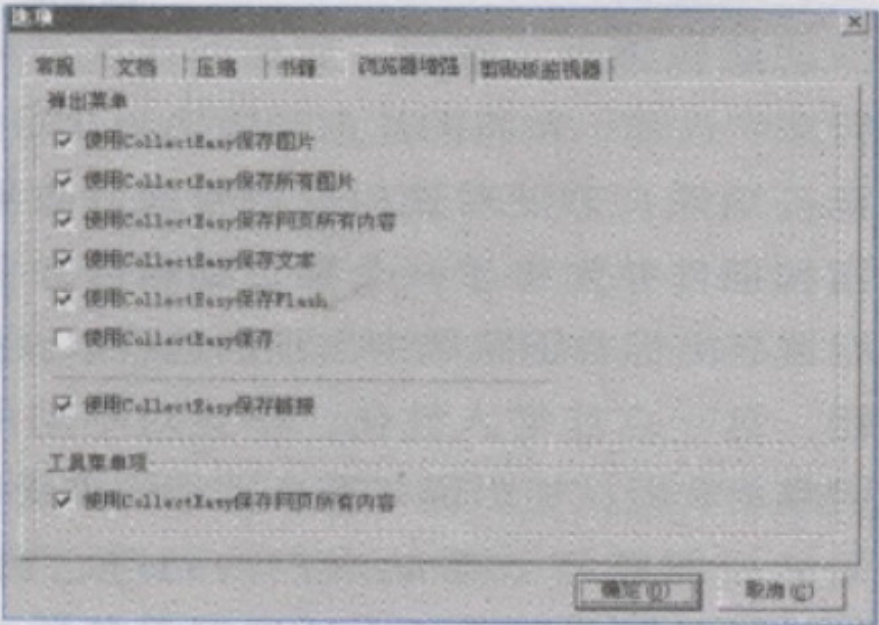 选项
常规 文档 压缩 书籍 浏览器增强 剪贴板监视器
弹出菜单
使用CollectEasy保存图片
使用CollectEasy保存所有图片
使用CollectEasy保存网页所有内容
使用CollectEasy保存文本
使用CollectEasy保存Flash
使用CollectEasy保存
使用CollectEasy保存链接
工具菜单项
使用CollectEasy保存网页所有内容
确定(O) 取消(C)